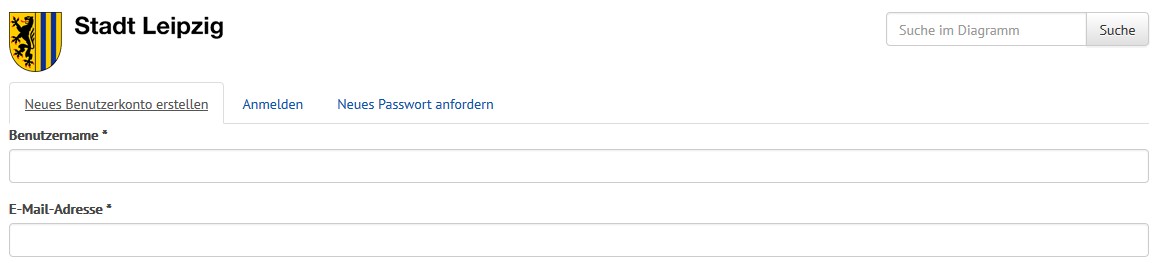 Stadt Leipzig
Suche im Diagramm Suche
Neues Benutzerkonto erstellen Anmelden Neues Passwort anfordern
Benutzername *
E-Mail-Adresse *